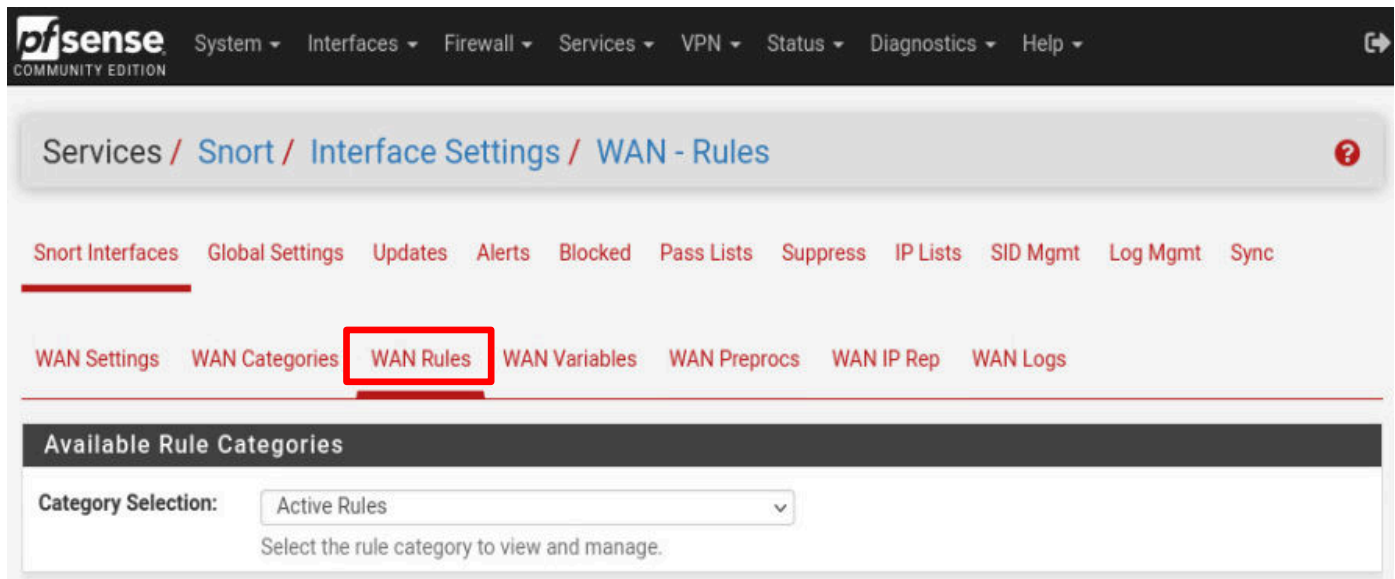 pfsense System Interfaces Firewall Services VPN Status Diagnostics Help
COMMUNITY EDITION
Services / Snort / Interface Settings / WAN - Rules ?
Snort Interfaces Global Settings Updates Alerts Blocked Pass Lists Suppress IP Lists SID Mgmt Log Mgmt Sync
WAN Settings WAN Categories WAN Rules WAN Variables WAN Preprocs WAN IP Rep WAN Logs
Available Rule Categories
Category Selection: Active Rules
Select the rule category to view and manage.